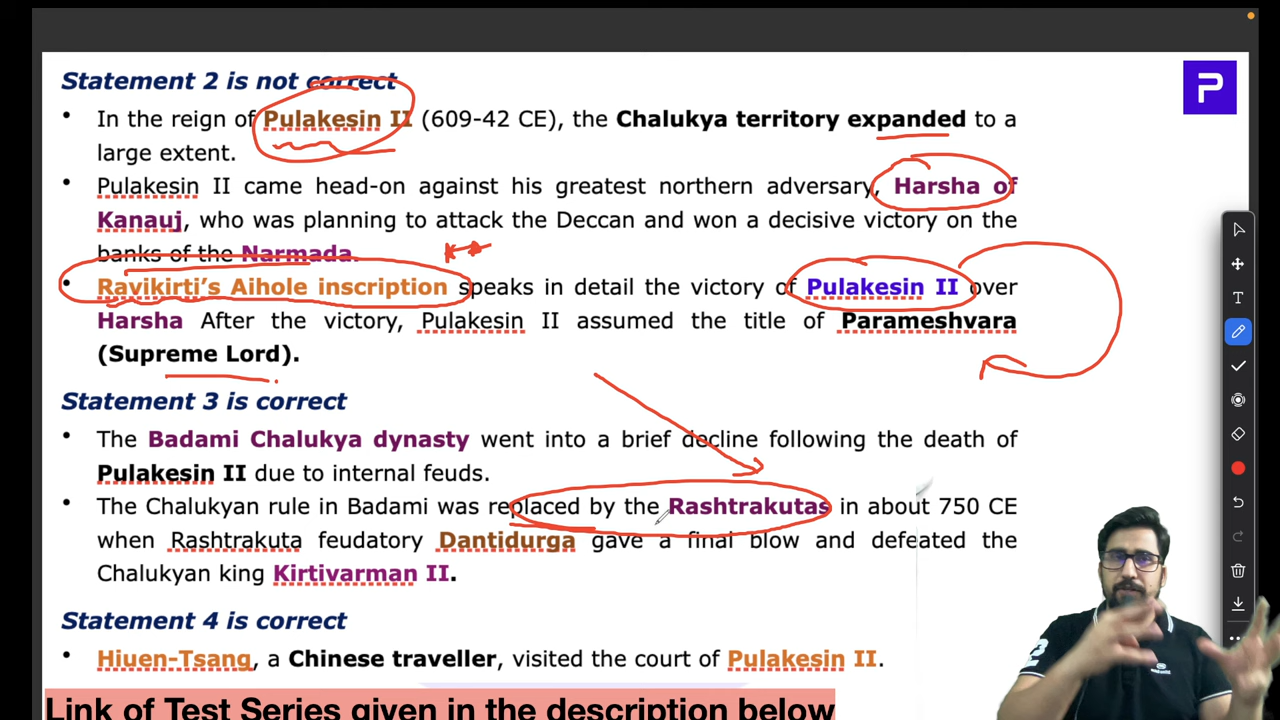 Statement 2 is not correct
• In the reign of Pulakesin II (609-42 CE), the Chalukya territory expanded to a
large extent.
• Pulakesin II came head-on against his greatest northern adversary, Harsha of
Kanauj, who was planning to attack the Deccan and won a decisive victory on the
banks of the Narmada.
• Ravikirti’s Aihole inscription speaks in detail the victory of Pulakesin II over
Harsha After the victory, Pulakesin II assumed the title of Parameshvara
(Supreme Lord).
Statement 3 is correct
• The Badami Chalukya dynasty went into a brief decline following the death of
Pulakesin II due to internal feuds.
• The Chalukyan rule in Badami was replaced by the Rashtrakutas in about 750 CE
when Rashtrakuta feudatory Dantidurga gave a final blow and defeated the
Chalukyan king Kirtivarman II.
Statement 4 is correct
• Hiuen-Tsang, a Chinese traveller, visited the court of Pulakesin II.
Link of Test Series given in the description below
P
T
2